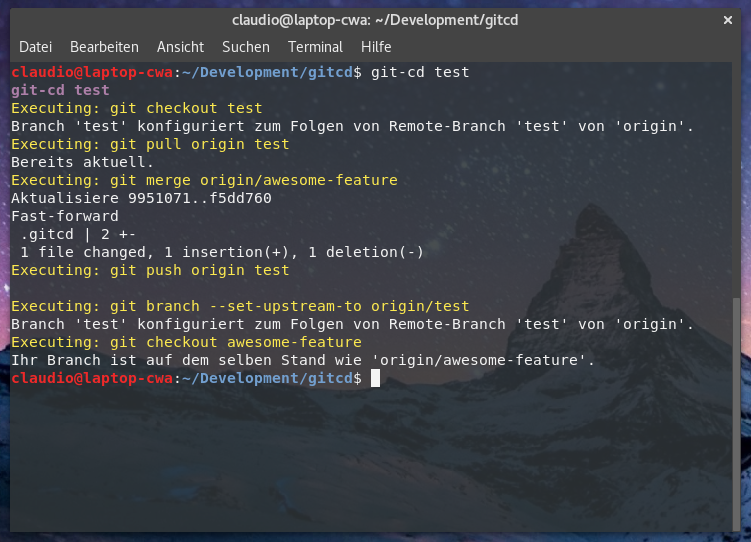 claudio@laptop-cwa: ~/Development/gitcd ×
Datei Bearbeiten Ansicht Suchen Terminal Hilfe
claudio@laptop-cwa:~/Development/gitcd$ git-cd test
git-cd test
Executing: git checkout test
Branch 'test' konfiguriert zum Folgen von Remote-Branch 'test' von 'origin'.
Executing: git pull origin test
Bereits aktuell.
Executing: git merge origin/awesome-feature
Aktualisiere 9951071..f5dd760
Fast-forward
 .gitcd | 2 +-
 1 file changed, 1 insertion(+), 1 deletion(-)
Executing: git push origin test
Executing: git branch --set-upstream-to origin/test
Branch 'test' konfiguriert zum Folgen von Remote-Branch 'test' von 'origin'.
Executing: git checkout awesome-feature
Ihr Branch ist auf dem selben Stand wie 'origin/awesome-feature'.
claudio@laptop-cwa:~/Development/gitcd$